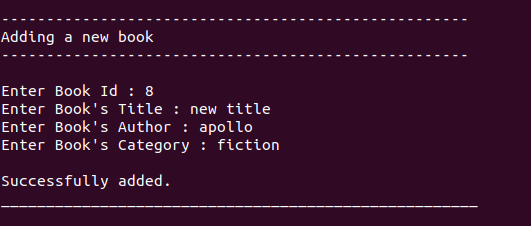 ----------------------------------------------------
Adding a new book
----------------------------------------------------
Enter Book Id : 8
Enter Book's Title : new title
Enter Book's Author : apollo
Enter Book's Category : fiction
Successfully added.
_____________________________________________________